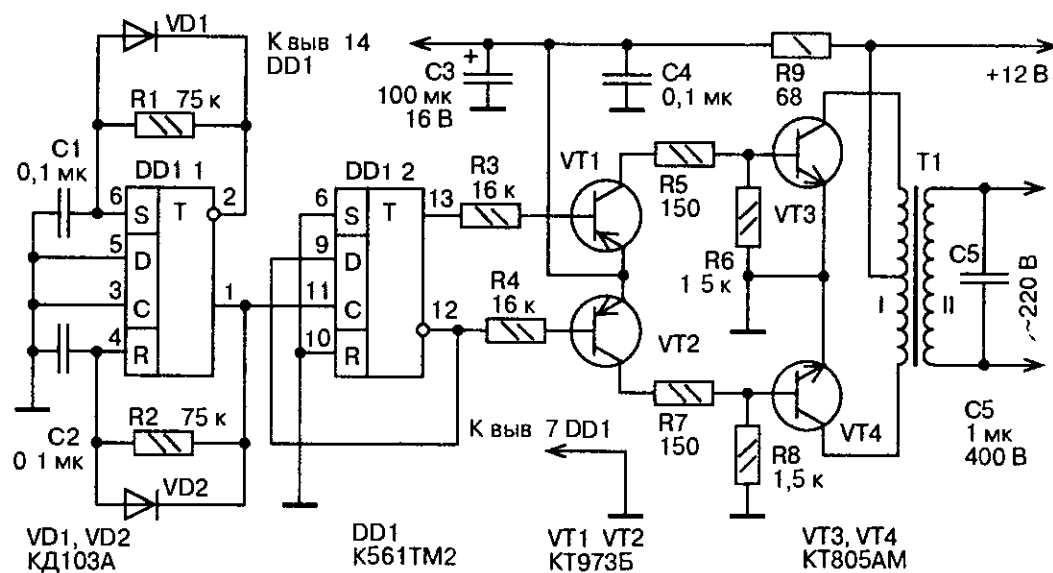 VD1
К выв 14
DD1
R1 75 к
C1
0,1 мк
DD1 1
6 S T 2
5 D
3 C 1
4 R
R2 75 к
C2
0 1 мк
VD2
VD1, VD2
КД103А
+
C3
100 мк
16 В
C4
0,1 мк
R9
68
+12 В
DD1 2
6 S T 13
9 D
11 C 12
10 R
R3
16 к
R4
16 к
VT1
VT2
R5
150
R6
1 5 к
R7
150
R8
1,5 к
VT3
VT4
T1
I II
C5
~220 В
C5
1 мк
400 В
К выв 7 DD1
DD1
К561ТМ2
VT1 VT2
КТ973Б
VT3, VT4
КТ805АМ